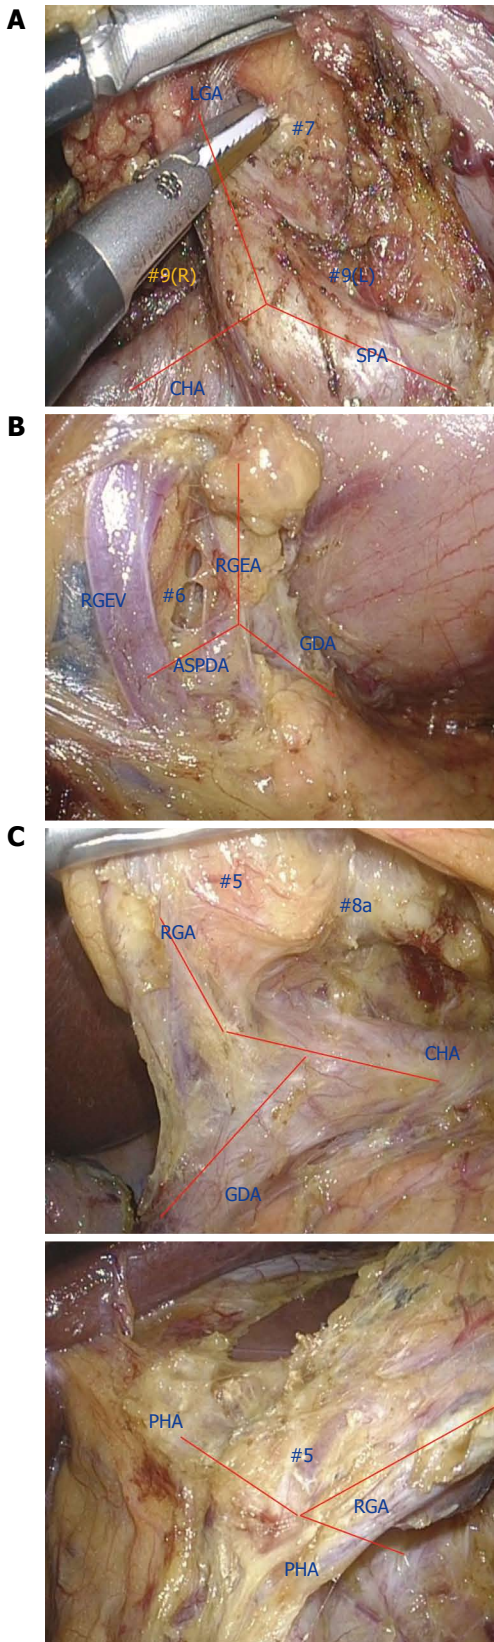 A
LGA
#7
#9(R)
#9(L)
SPA
CHA
B
RGEA
RGEV
#6
GDA
ASPDA
C
#5
#8a
RGA
CHA
GDA
PHA
#5
RGA
PHA